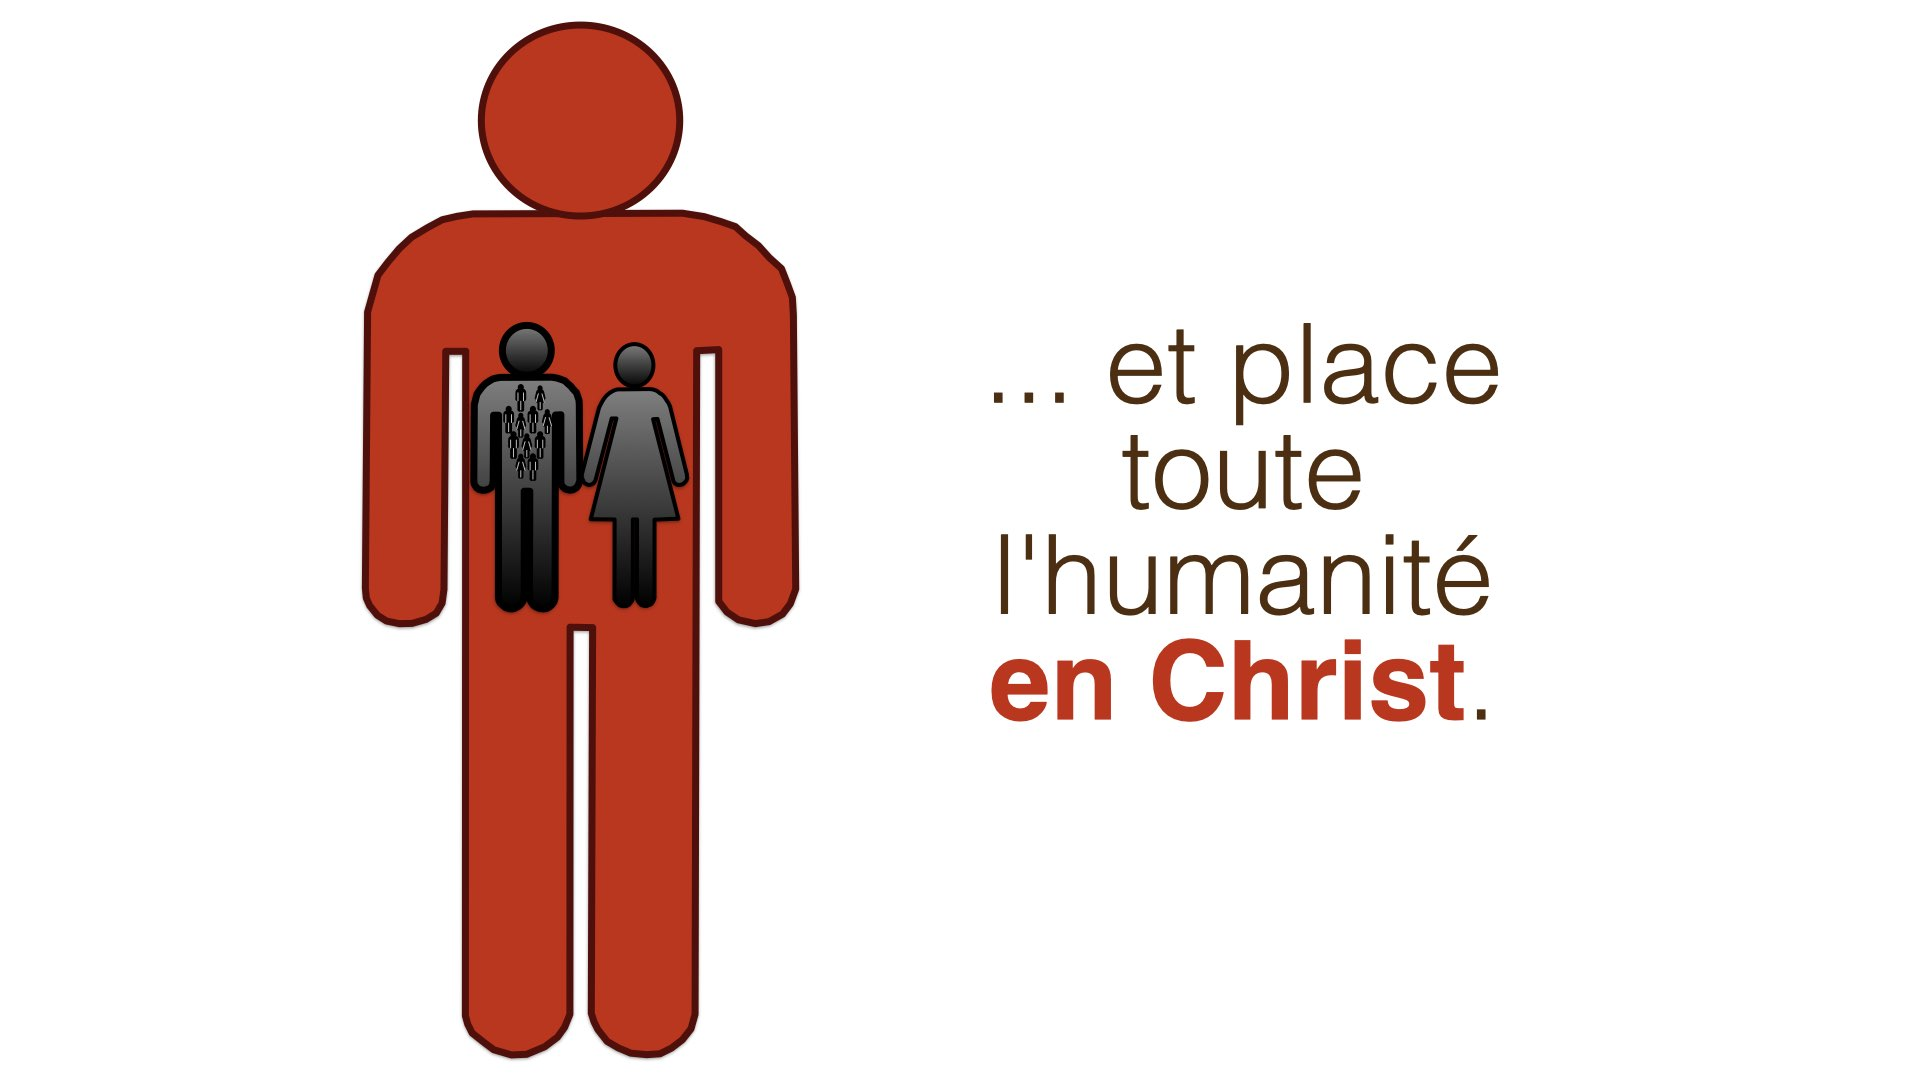 ... et place
toute
l'humanité
en Christ.